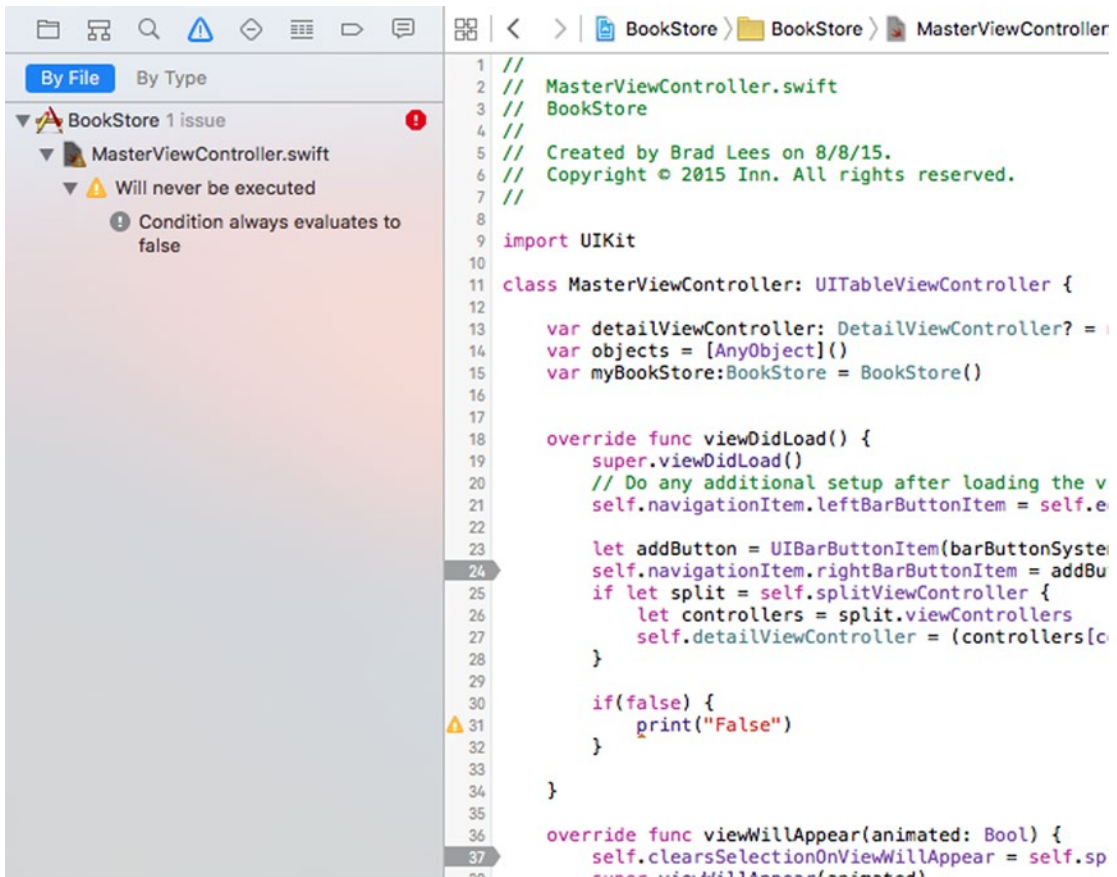 BookStore
BookStore
MasterViewController
By File
By Type
BookStore 1 issue
MasterViewController.swift
Will never be executed
Condition always evaluates to
false
1 //
2 //  MasterViewController.swift
3 //  BookStore
4 //
5 //  Created by Brad Lees on 8/8/15.
6 //  Copyright © 2015 Inn. All rights reserved.
7 //
8
9 import UIKit
10
11 class MasterViewController: UITableViewController {
12
13     var detailViewController: DetailViewController? =
14     var objects = [AnyObject]()
15     var myBookStore:BookStore = BookStore()
16
17
18     override func viewDidLoad() {
19         super.viewDidLoad()
20         // Do any additional setup after loading the v
21         self.navigationItem.leftBarButtonItem = self.e
22
23         let addButton = UIBarButtonItem(barButtonSyste
24         self.navigationItem.rightBarButtonItem = addBu
25         if let split = self.splitViewController {
26             let controllers = split.viewControllers
27             self.detailViewController = (controllers[c
28         }
29
30         if(false) {
31             print("False")
32         }
33
34     }
35
36     override func viewWillAppear(animated: Bool) {
37         self.clearsSelectionOnViewWillAppear = self.sp